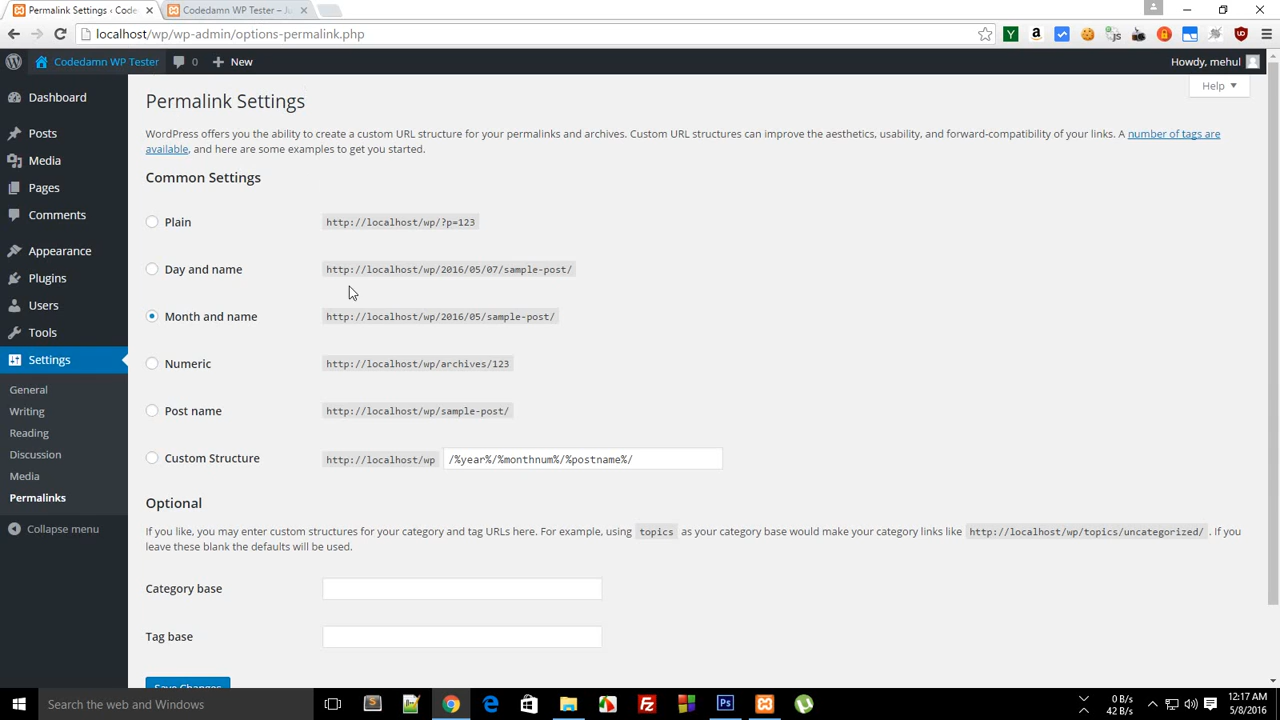 Permalink Settings ‹ Code
Codedamn WP Tester – Ju
localhost/wp/wp-admin/options-permalink.php
Codedamn WP Tester
0
New
Howdy, mehul
Help
Dashboard
Posts
Media
Pages
Comments
Appearance
Plugins
Users
Tools
Settings
General
Writing
Reading
Discussion
Media
Permalinks
Collapse menu
Permalink Settings
WordPress offers you the ability to create a custom URL structure for your permalinks and archives. Custom URL structures can improve the aesthetics, usability, and forward-compatibility of your links. A number of tags are
available, and here are some examples to get you started.
Common Settings
Plain http://localhost/wp/?p=123
Day and name http://localhost/wp/2016/05/07/sample-post/
Month and name http://localhost/wp/2016/05/sample-post/
Numeric http://localhost/wp/archives/123
Post name http://localhost/wp/sample-post/
Custom Structure http://localhost/wp /%year%/%monthnum%/%postname%/
Optional
If you like, you may enter custom structures for your category and tag URLs here. For example, using topics as your category base would make your category links like http://localhost/wp/topics/uncategorized/ . If you
leave these blank the defaults will be used.
Category base
Tag base
Save Changes
Search the web and Windows
0 B/s
42 B/s
12:17 AM
5/8/2016